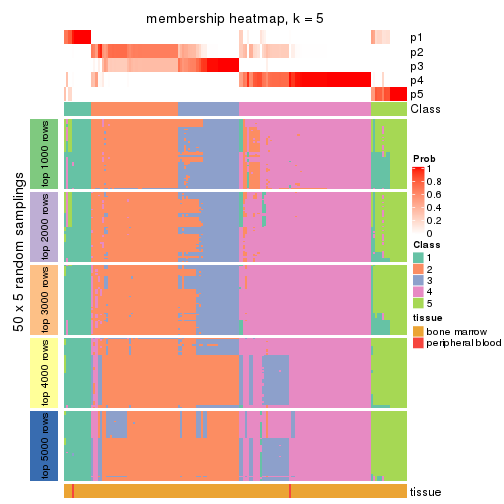 membership heatmap, k = 5
p1
p2
p3
p4
p5
Class
50 x 5 random samplings
top 1000 rows
top 2000 rows
top 3000 rows
top 4000 rows
top 5000 rows
tissue
Prob
1
0.8
0.6
0.4
0.2
0
Class
1
2
3
4
5
tissue
bone marrow
peripheral blood